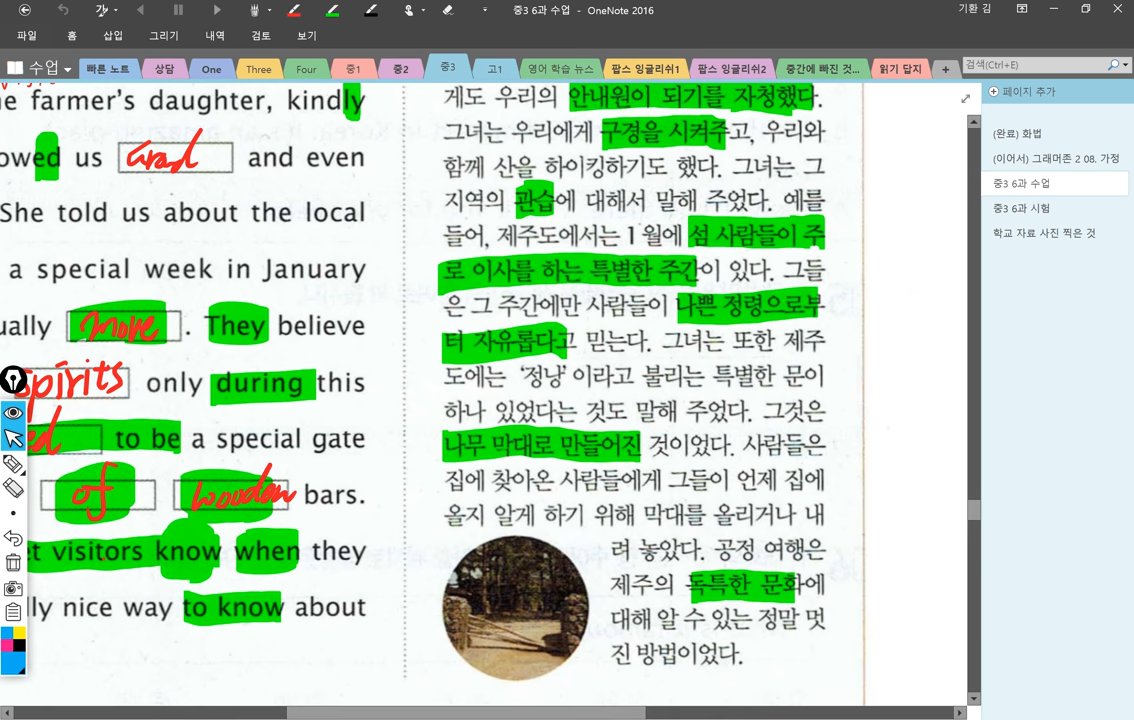 중3 6과 수업 - OneNote 2016
기환 김
파일 홈 삽입 그리기 내역 검토 보기
수업
빠른 노트 상담 One Three Four 중1 중2 중3 고1 영어 학습 뉴스 팝스 잉글리쉬1 팝스 잉글리쉬2 중간에 빠진 것... 읽기 답지 +
검색(Ctrl+E)
페이지 추가
(완료) 화법
(이어서) 그래머존 2 08. 가정
중3 6과 수업
중3 6과 시험
학교 자료 사진 찍은 것
e farmer's daughter, kindly
owed us and even
She told us about the local
a special week in January
ually move . They believe
spirits only during this
ed to be a special gate
of wooden bars.
et visitors know when they
lly nice way to know about
게도 우리의 안내원이 되기를 자청했다.
그녀는 우리에게 구경을 시켜주고, 우리와
함께 산을 하이킹하기도 했다. 그녀는 그
지역의 관습에 대해서 말해 주었다. 예를
들어, 제주도에서는 1월에 섬 사람들이 주
로 이사를 하는 특별한 주간이 있다. 그들
은 그 주간에만 사람들이 나쁜 정령으로부
터 자유롭다고 믿는다. 그녀는 또한 제주
도에는 ‘정낭’이라고 불리는 특별한 문이
하나 있었다는 것도 말해 주었다. 그것은
나무 막대로 만들어진 것이었다. 사람들은
집에 찾아온 사람들에게 그들이 언제 집에
올지 알게 하기 위해 막대를 올리거나 내
려 놓았다. 공정 여행은
제주의 독특한 문화에
대해 알 수 있는 정말 멋
진 방법이었다.